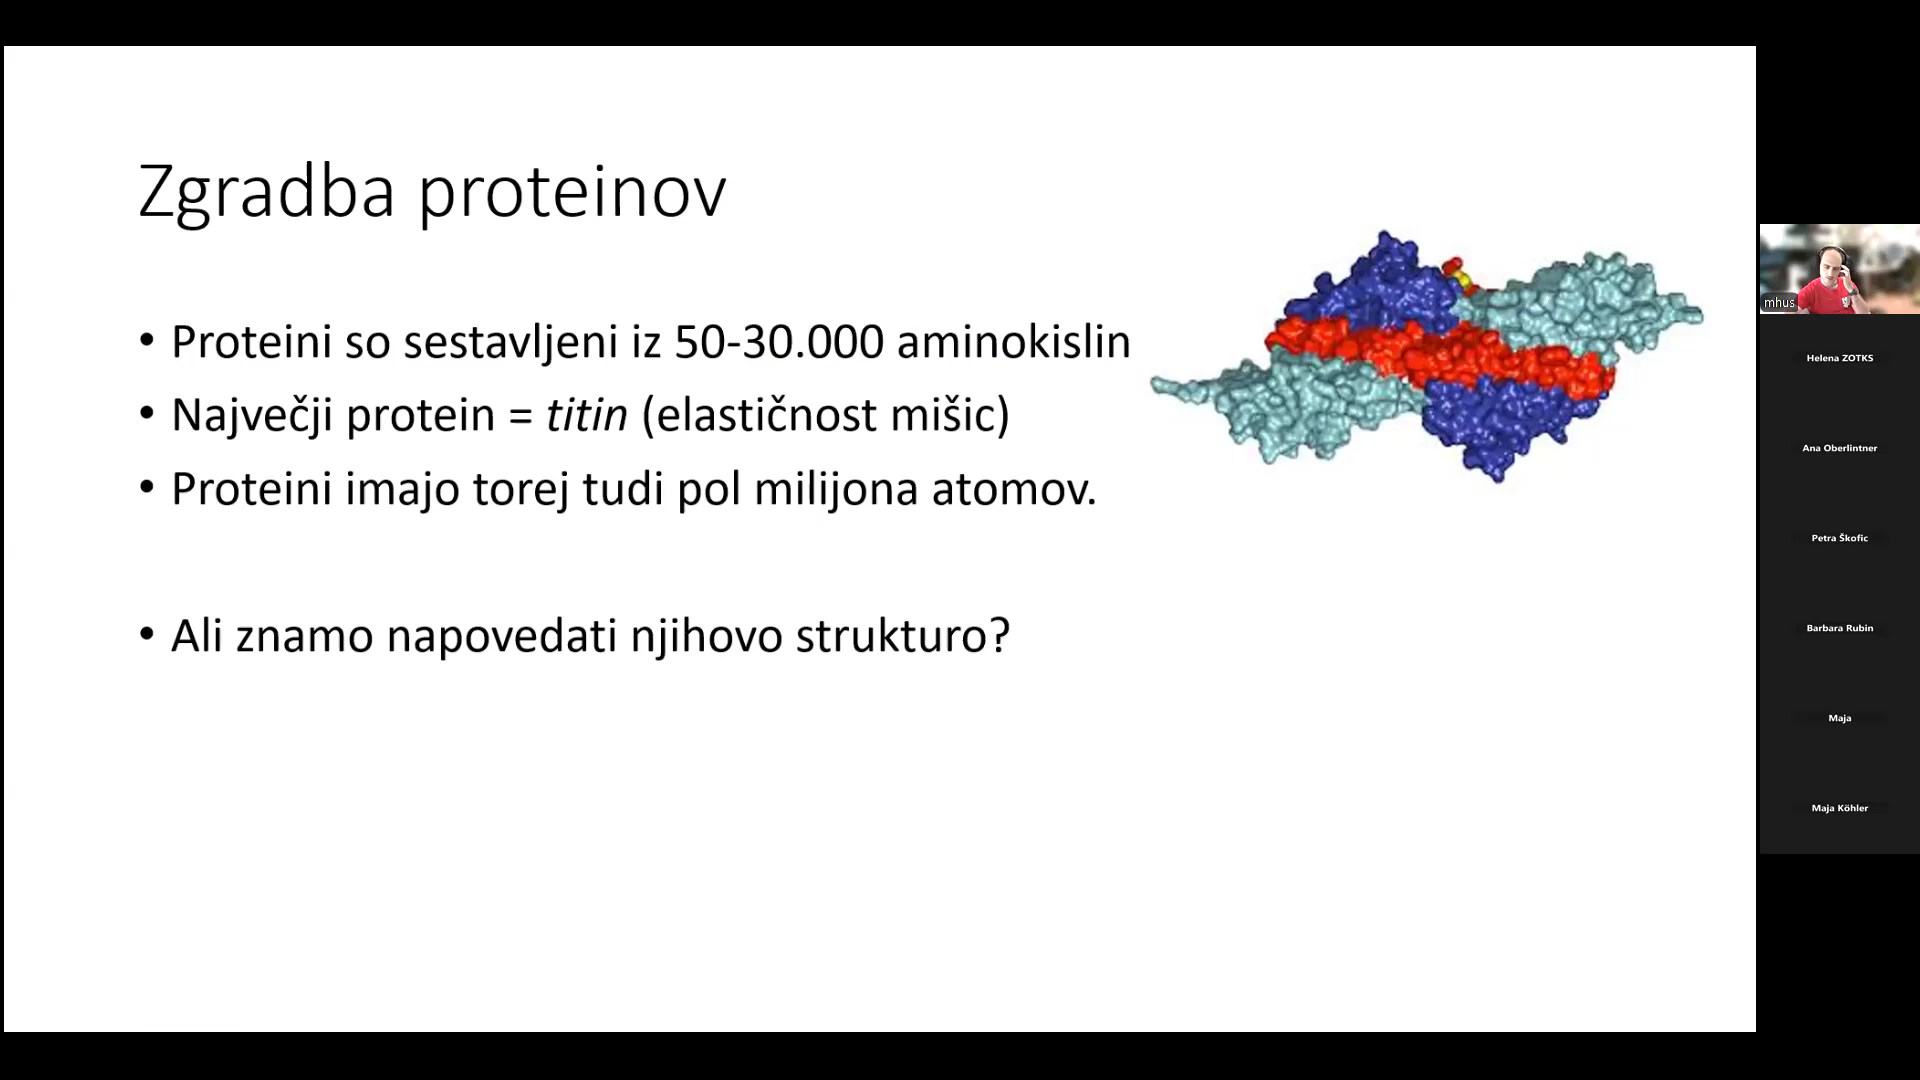 Zgradba proteinov
• Proteini so sestavljeni iz 50-30.000 aminokislin
• Največji protein = titin (elastičnost mišic)
• Proteini imajo torej tudi pol milijona atomov.
• Ali znamo napovedati njihovo strukturo?
mhus
Helena ZOTKS
Ana Oberlintner
Petra Škofic
Barbara Rubin
Maja
Maja Köhler